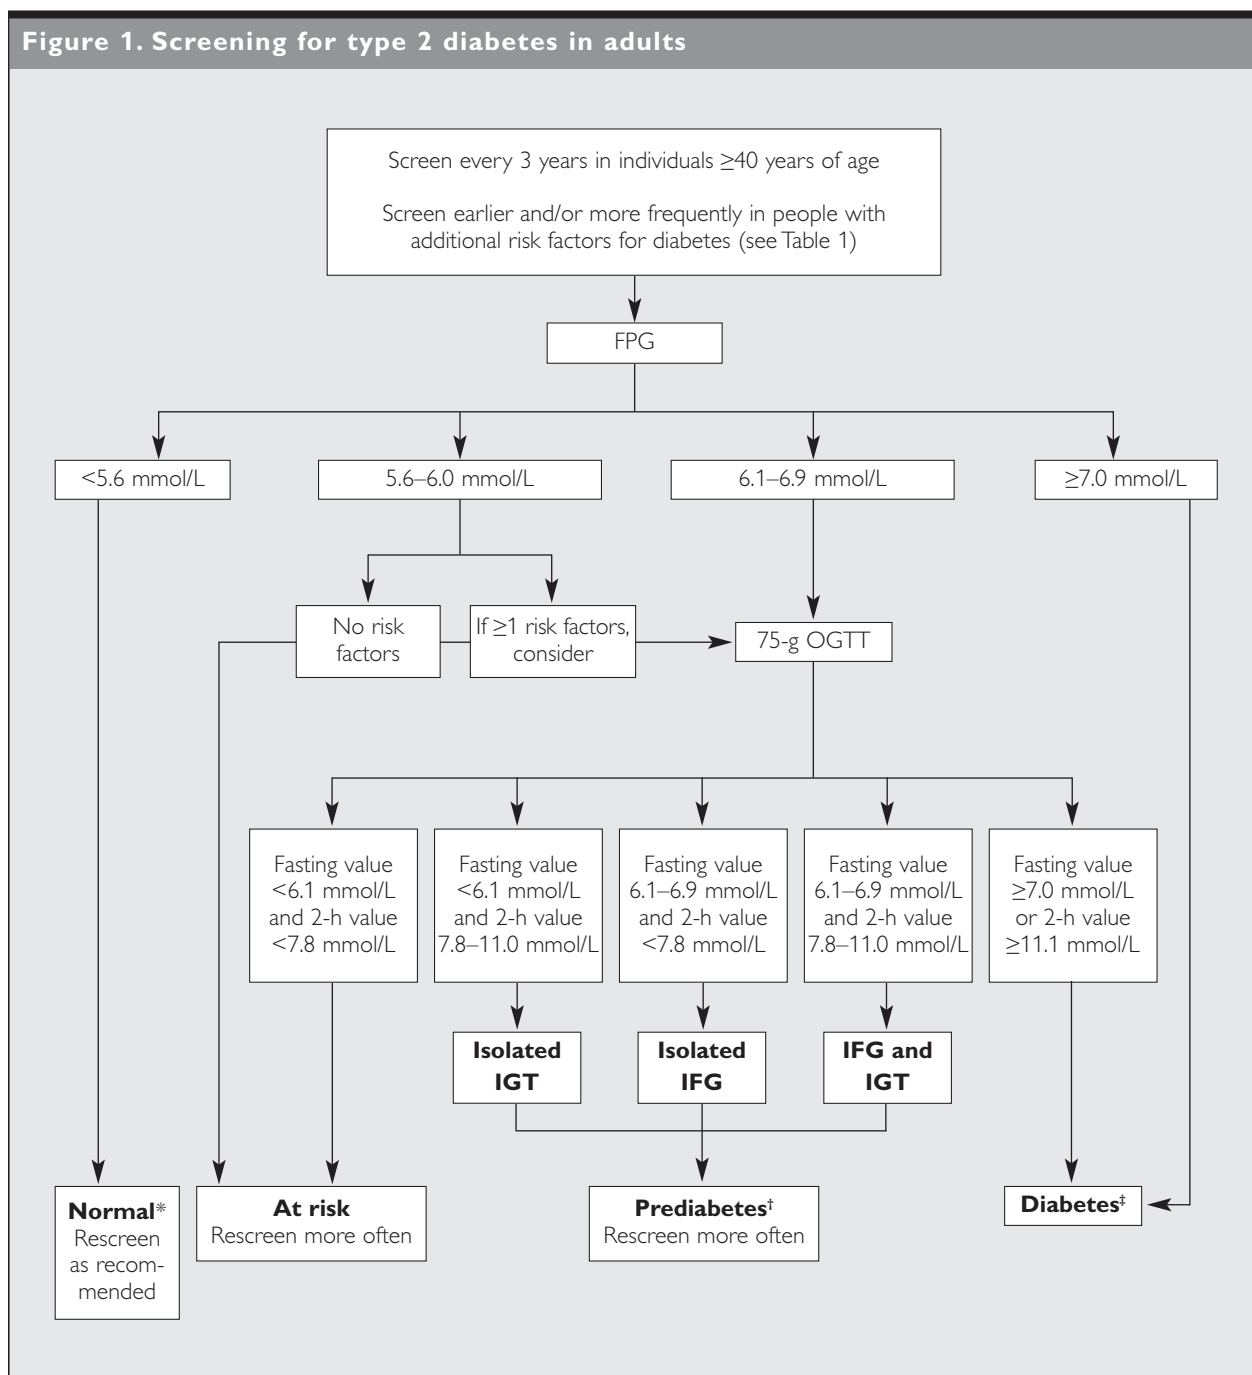 Figure 1. Screening for type 2 diabetes in adults
Screen every 3 years in individuals ≥40 years of age
Screen earlier and/or more frequently in people with
additional risk factors for diabetes (see Table 1)
FPG
<5.6 mmol/L
5.6–6.0 mmol/L
6.1–6.9 mmol/L
≥7.0 mmol/L
No risk
factors
If ≥1 risk factors,
consider
75-g OGTT
Fasting value
<6.1 mmol/L
and 2-h value
<7.8 mmol/L
Fasting value
<6.1 mmol/L
and 2-h value
7.8–11.0 mmol/L
Fasting value
6.1–6.9 mmol/L
and 2-h value
<7.8 mmol/L
Fasting value
6.1–6.9 mmol/L
and 2-h value
7.8–11.0 mmol/L
Fasting value
≥7.0 mmol/L
or 2-h value
≥11.1 mmol/L
Isolated
IGT
Isolated
IFG
IFG and
IGT
Normal*
Rescreen
as recom-
mended
At risk
Rescreen more often
Prediabetes†
Rescreen more often
Diabetes‡